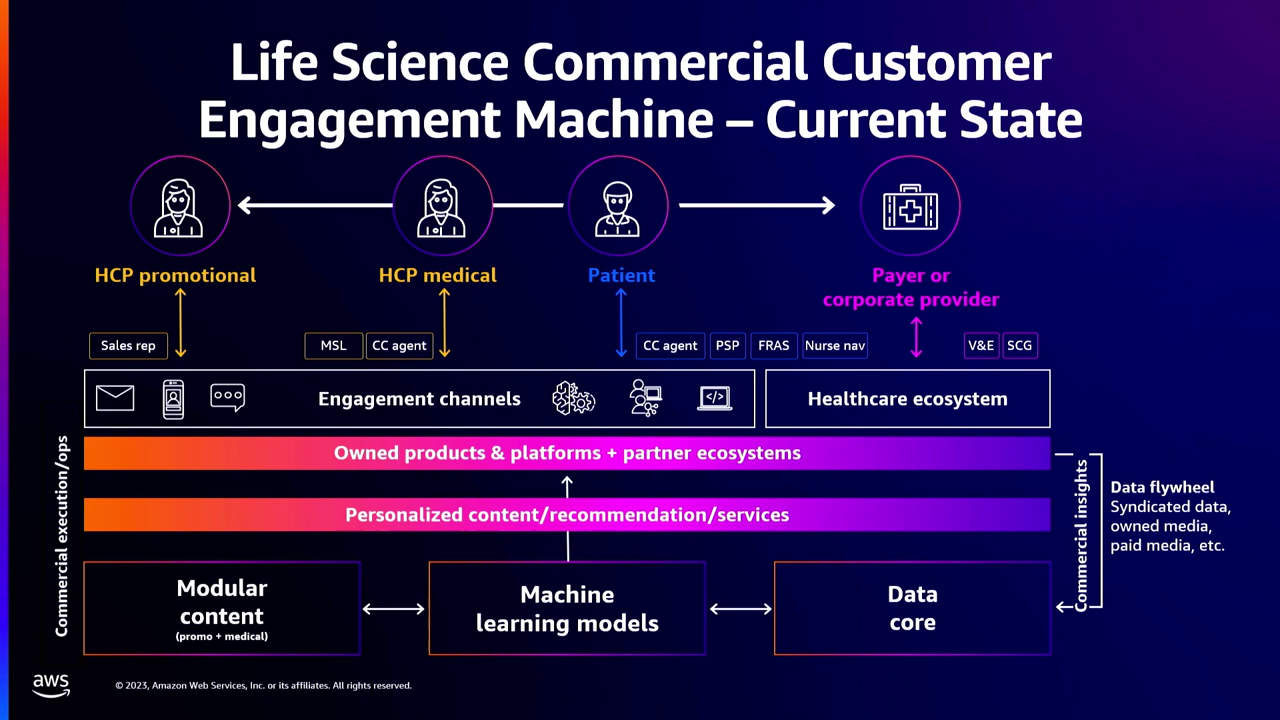 Life Science Commercial Customer
Engagement Machine – Current State
HCP promotional
HCP medical
Patient
Payer or
corporate provider
Sales rep
MSL
CC agent
CC agent
PSP
FRAS
Nurse nav
V&E
SCG
Engagement channels
</>
Healthcare ecosystem
Owned products & platforms + partner ecosystems
Personalized content/recommendation/services
Commercial execution/ops
Commercial insights
Data flywheel
Syndicated data,
owned media,
paid media, etc.
Modular
content
(promo + medical)
Machine
learning models
Data
core
aws
© 2023, Amazon Web Services, Inc. or its affiliates. All rights reserved.